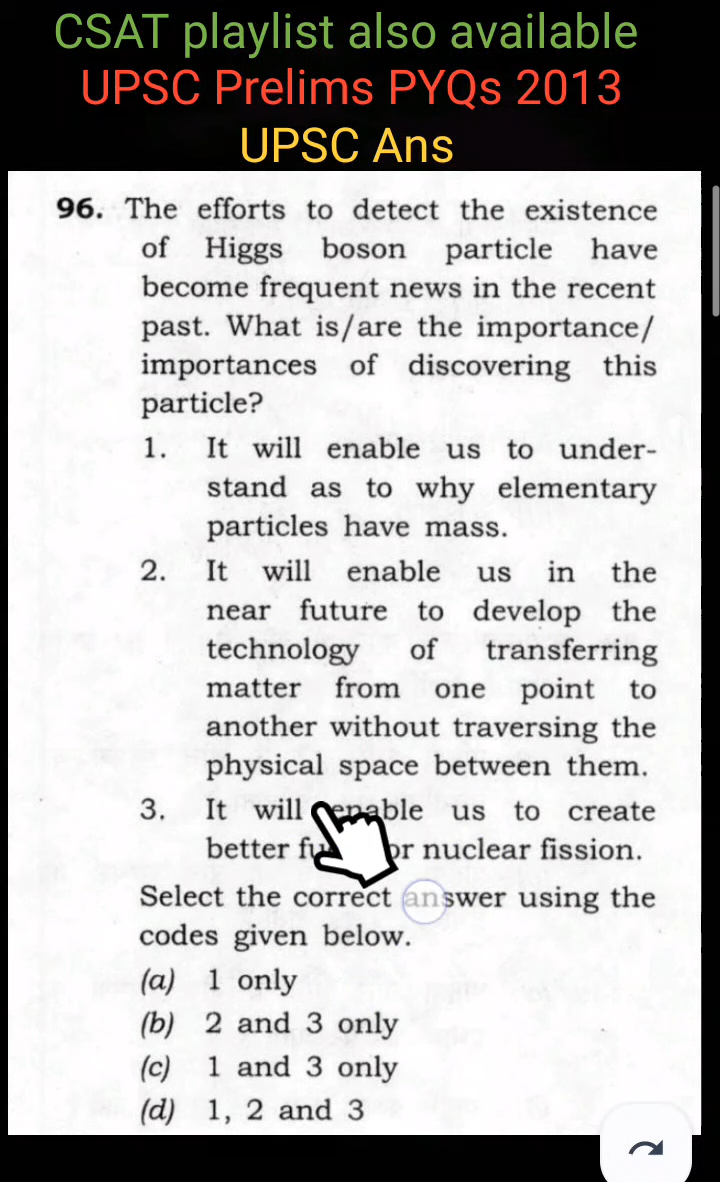 CSAT playlist also available
UPSC Prelims PYQs 2013
UPSC Ans
96. The efforts to detect the existence
of Higgs boson particle have
become frequent news in the recent
past. What is/are the importance/
importances of discovering this
particle?
1. It will enable us to under-
stand as to why elementary
particles have mass.
2. It will enable us in the
near future to develop the
technology of transferring
matter from one point to
another without traversing the
physical space between them.
3. It will enable us to create
better or nuclear fission.
Select the correct answer using the
codes given below.
(a) 1 only
(b) 2 and 3 only
(c) 1 and 3 only
(d) 1, 2 and 3